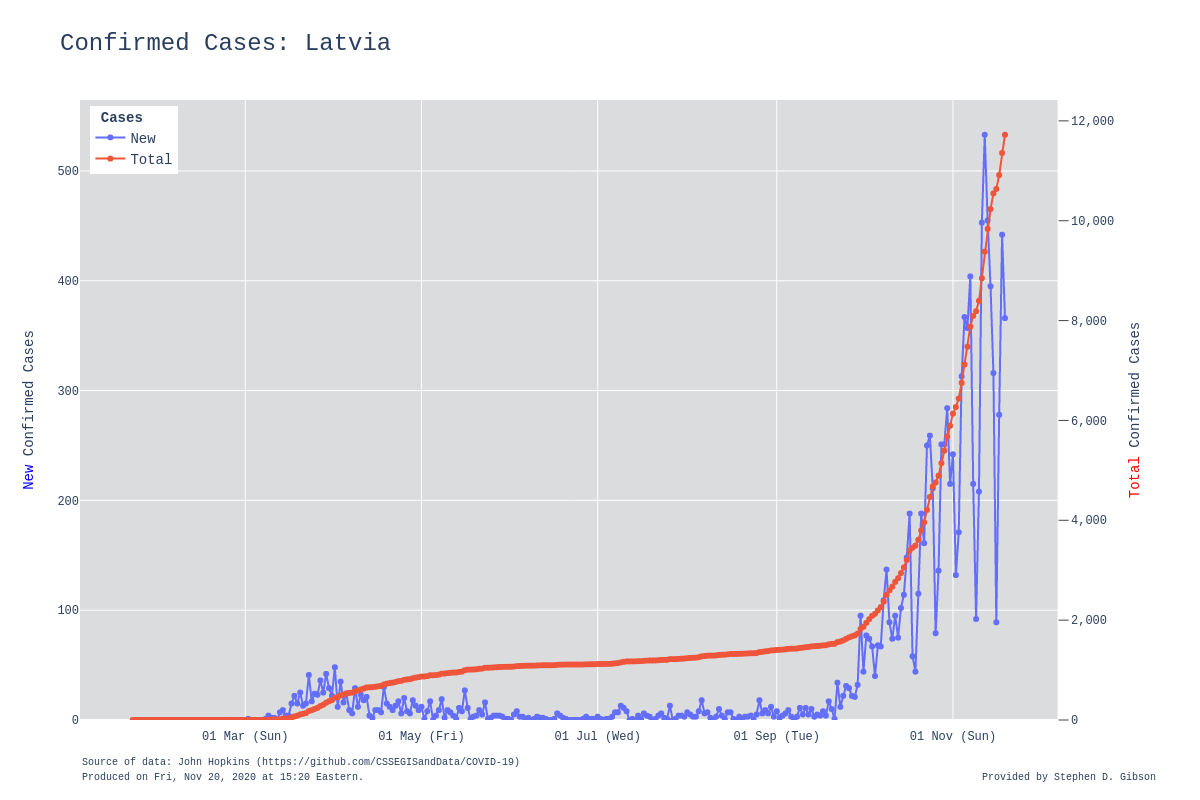 Confirmed Cases: Latvia
Cases
New
Total
500
400
300
200
100
0
12,000
10,000
8,000
6,000
4,000
2,000
0
New Confirmed Cases
Total Confirmed Cases
01 Mar (Sun)
01 May (Fri)
01 Jul (Wed)
01 Sep (Tue)
01 Nov (Sun)
Source of data: John Hopkins (https://github.com/CSSEGISandData/COVID-19)
Produced on Fri, Nov 20, 2020 at 15:20 Eastern.
Provided by Stephen D. Gibson